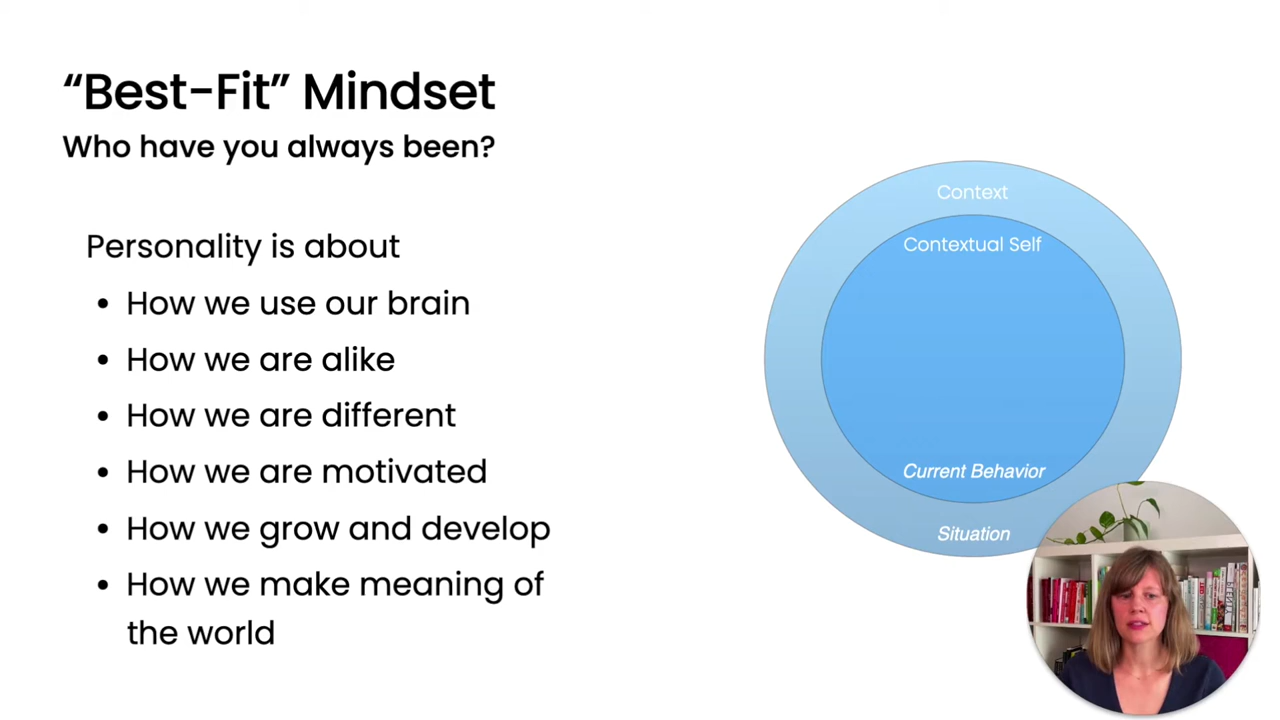 “Best-Fit” Mindset
Who have you always been?
Personality is about
• How we use our brain
• How we are alike
• How we are different
• How we are motivated
• How we grow and develop
• How we make meaning of
the world
Context
Contextual Self
Current Behavior
Situation